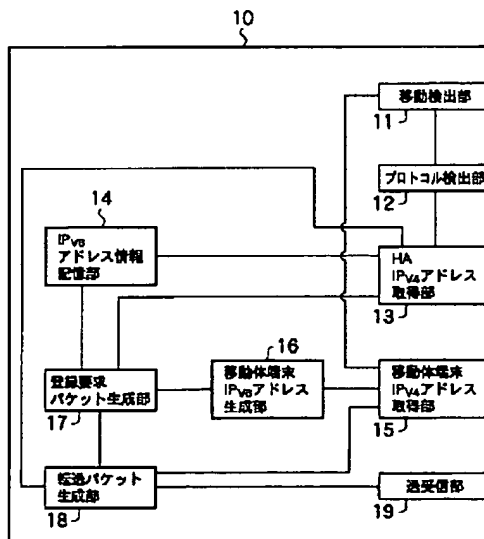 10
移動検出部
11
プロトコル検出部
12
14
IPV6
アドレス情報
記憶部
HA
IPV4アドレス
取得部
13
16
登録要求
パケット生成部
17
移動体端末
IPV6アドレス
生成部
移動体端末
IPV4アドレス
取得部
15
転送パケット
生成部
18
送受信部
19